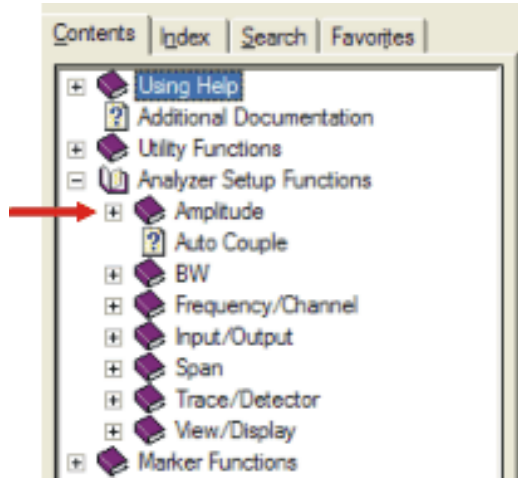 Contents Index Search Favorites
Using Help
Additional Documentation
Utility Functions
Analyzer Setup Functions
Amplitude
Auto Couple
BW
Frequency/Channel
Input/Output
Span
Trace/Detector
View/Display
Marker Functions